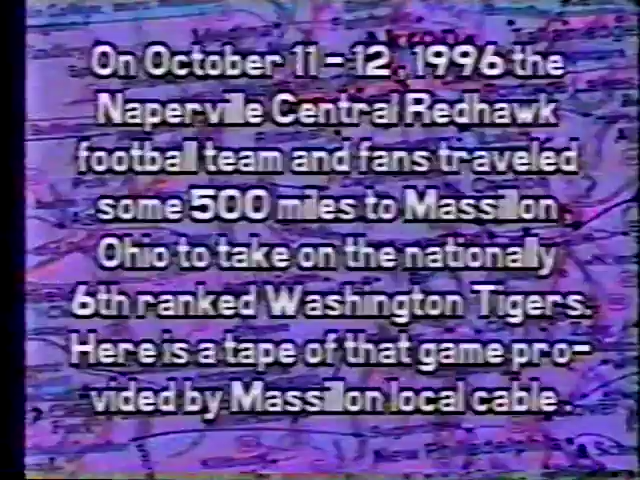 On October 11-12, 1996 the
Naperville Central Redhawk
football team and fans traveled
some 500 miles to Massillon,
Ohio to take on the nationally
6th ranked Washington Tigers.
Here is a tape of that game pro-
vided by Massillon local cable.